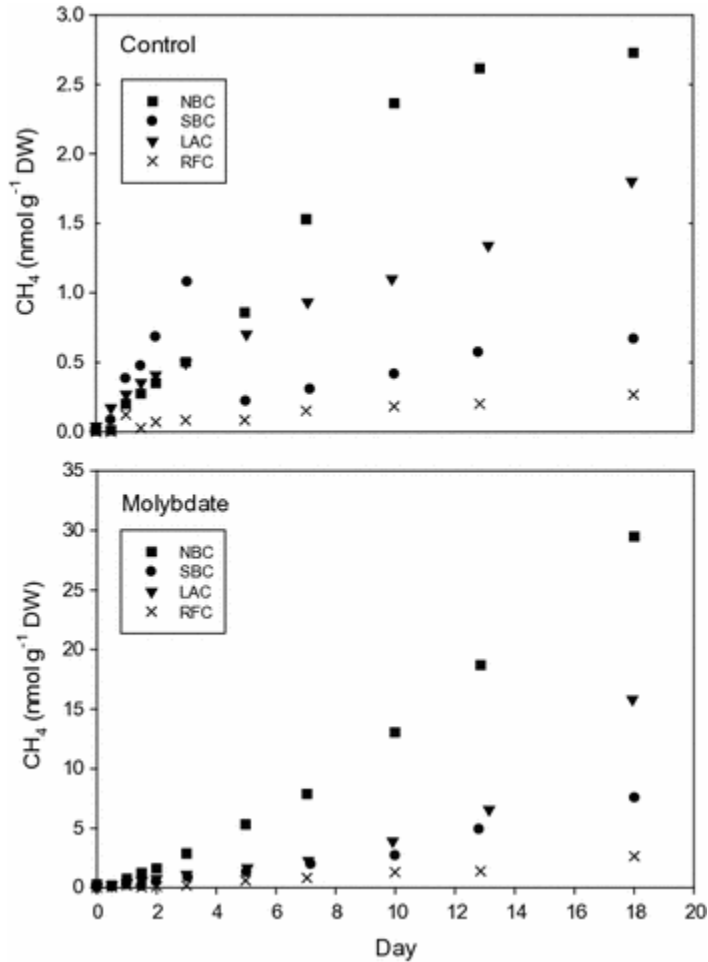 3.0
Control
NBC
SBC
LAC
RFC
2.5
2.0
1.5
1.0
0.5
0.0
CH₄ (nmol g⁻¹ DW)
35
Molybdate
NBC
SBC
LAC
RFC
30
25
20
15
10
5
0
CH₄ (nmol g⁻¹ DW)
0 2 4 6 8 10 12 14 16 18 20
Day